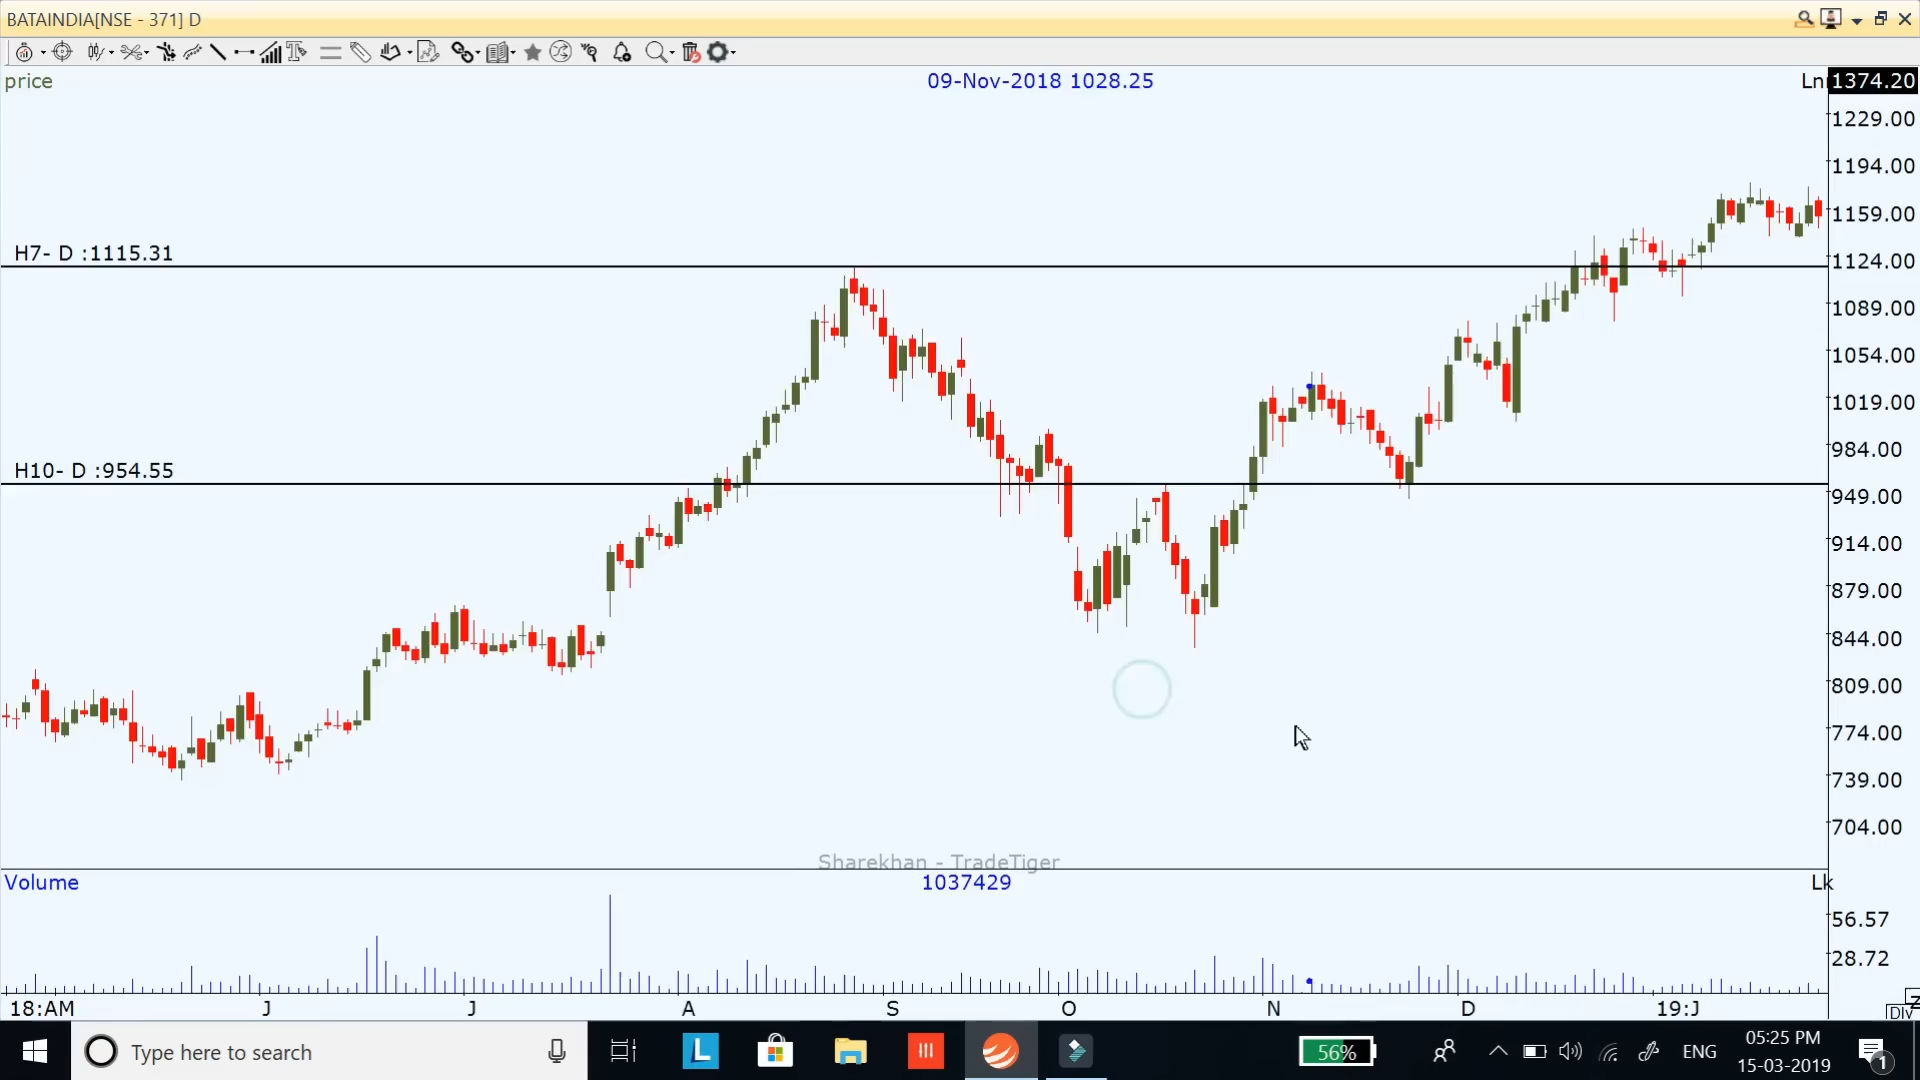 BATAINDIA[NSE - 371] D
price
09-Nov-2018 1028.25
Ln
1374.20
1229.00
1194.00
1159.00
H7- D :1115.31
1124.00
1089.00
1054.00
1019.00
984.00
H10- D :954.55
949.00
914.00
879.00
844.00
809.00
774.00
739.00
704.00
Sharekhan - TradeTiger
Volume
1037429
Lk
56.57
28.72
18:AM J J A S O N D 19:J
Div
Type here to search
L
56%
ENG
05:25 PM
15-03-2019
1